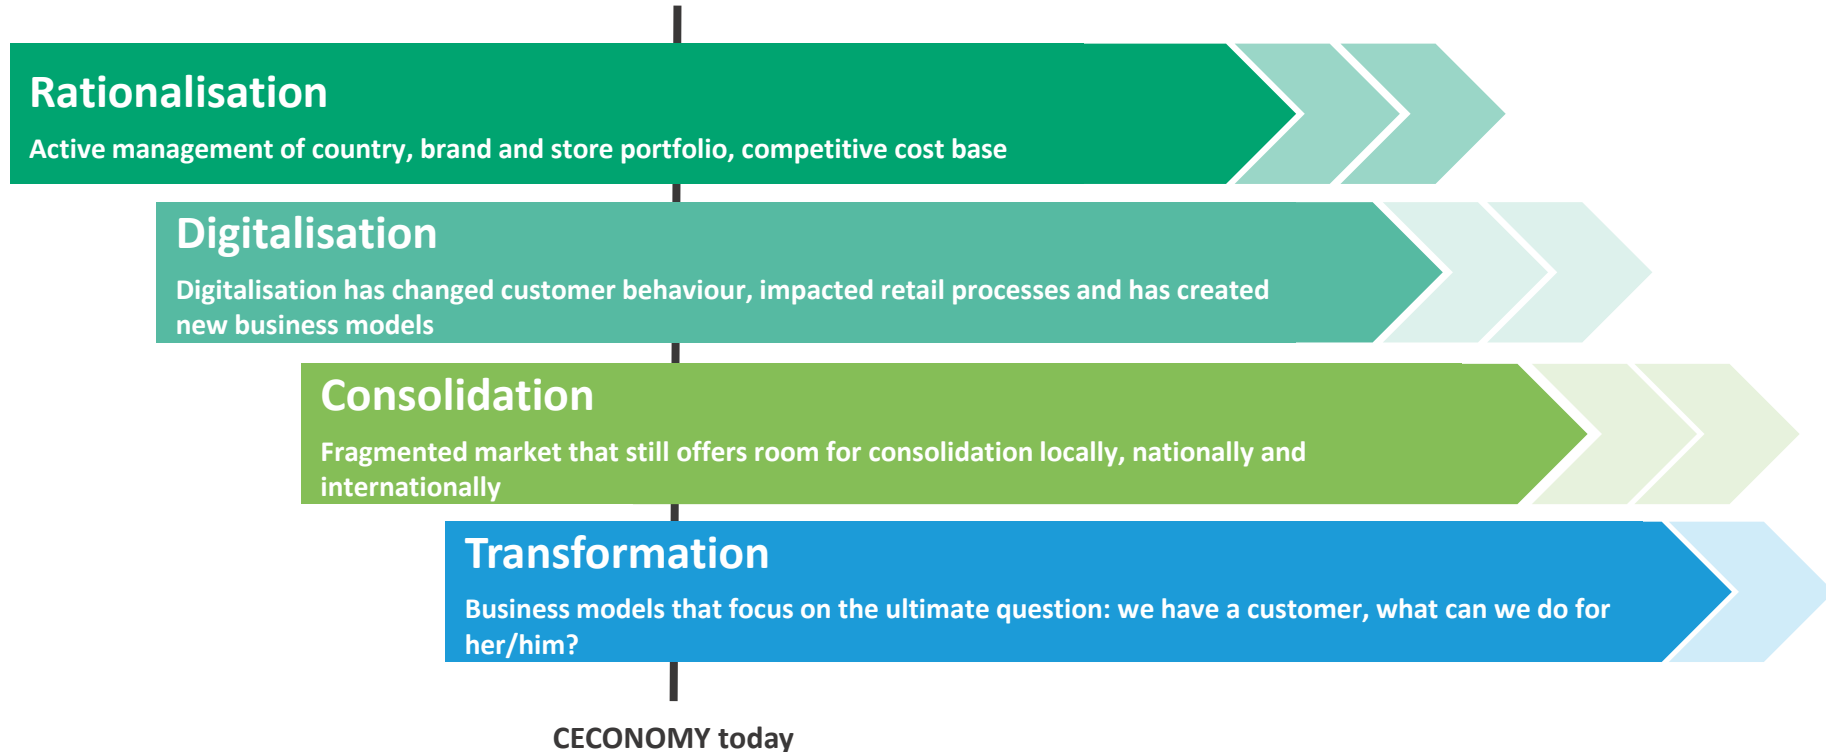 Rationalisation
Active management of country, brand and store portfolio, competitive cost base
Digitalisation
Digitalisation has changed customer behaviour, impacted retail processes and has created
new business models
Consolidation
Fragmented market that still offers room for consolidation locally, nationally and
internationally
Transformation
Business models that focus on the ultimate question: we have a customer, what can we do for
her/him?
CECONOMY today